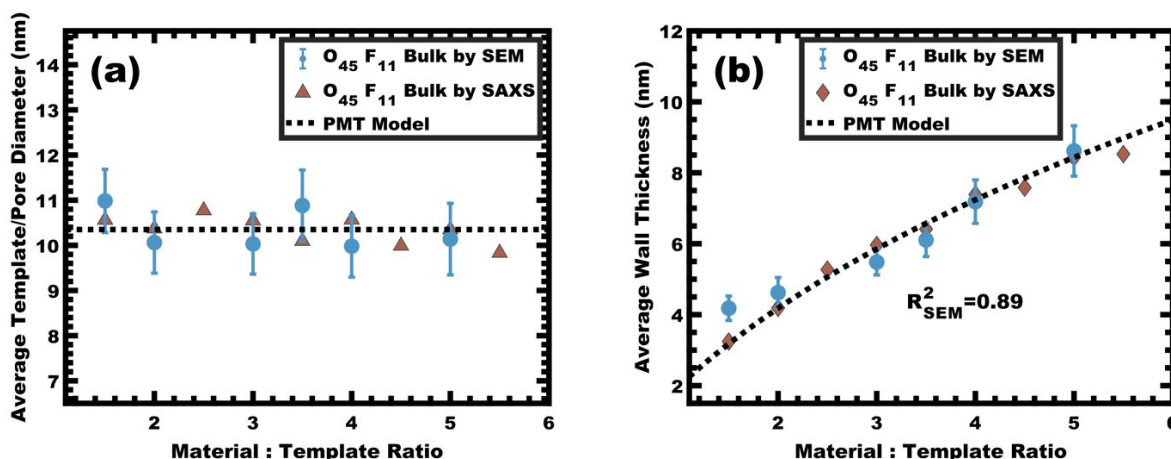 (a)
O45 F11 Bulk by SEM
O45 F11 Bulk by SAXS
PMT Model
Average Template/Pore Diameter (nm)
14
13
12
11
10
9
8
7
2
3
4
5
6
Material : Template Ratio
(b)
O45 F11 Bulk by SEM
O45 F11 Bulk by SAXS
PMT Model
Average Wall Thickness (nm)
12
10
8
6
4
2
R²SEM=0.89
2
3
4
5
6
Material : Template Ratio